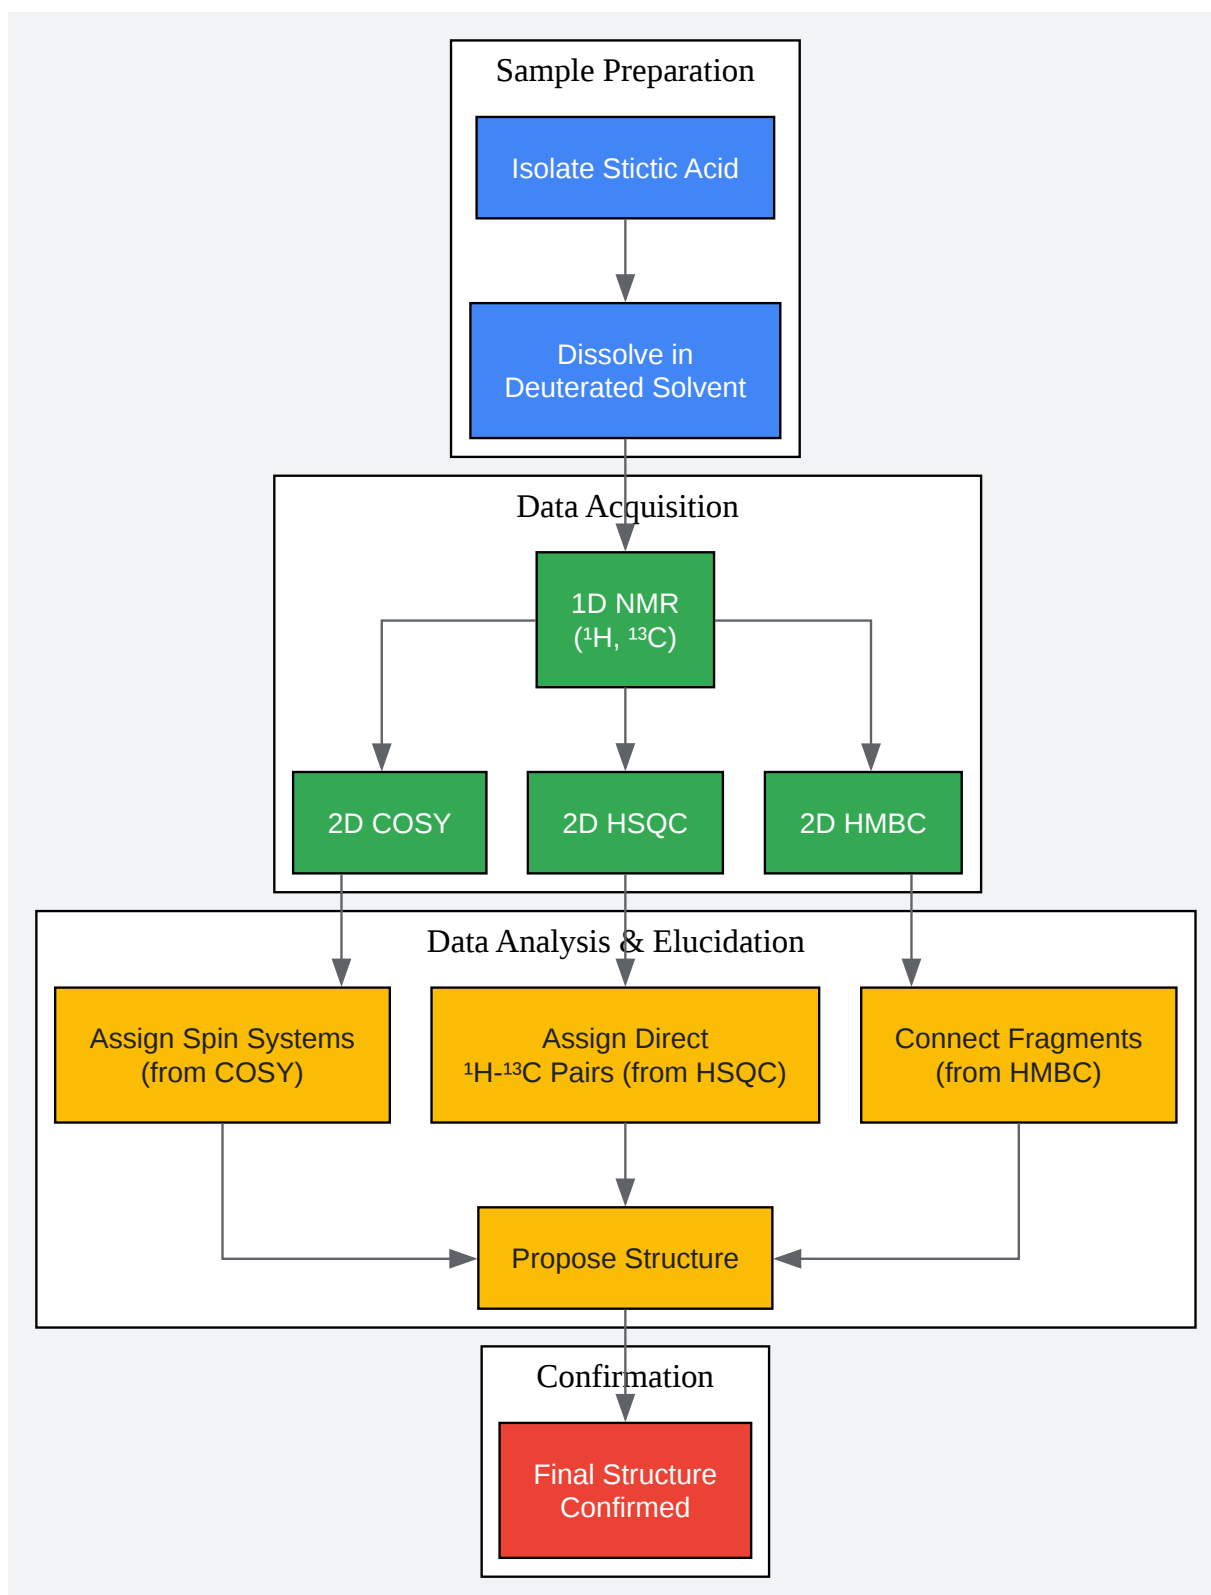 Sample Preparation
Isolate Stictic Acid
Dissolve in
Deuterated Solvent
Data Acquisition
1D NMR
(¹H, ¹³C)
2D COSY
2D HSQC
2D HMBC
Data Analysis & Elucidation
Assign Spin Systems
(from COSY)
Assign Direct
¹H-¹³C Pairs (from HSQC)
Connect Fragments
(from HMBC)
Propose Structure
Confirmation
Final Structure
Confirmed